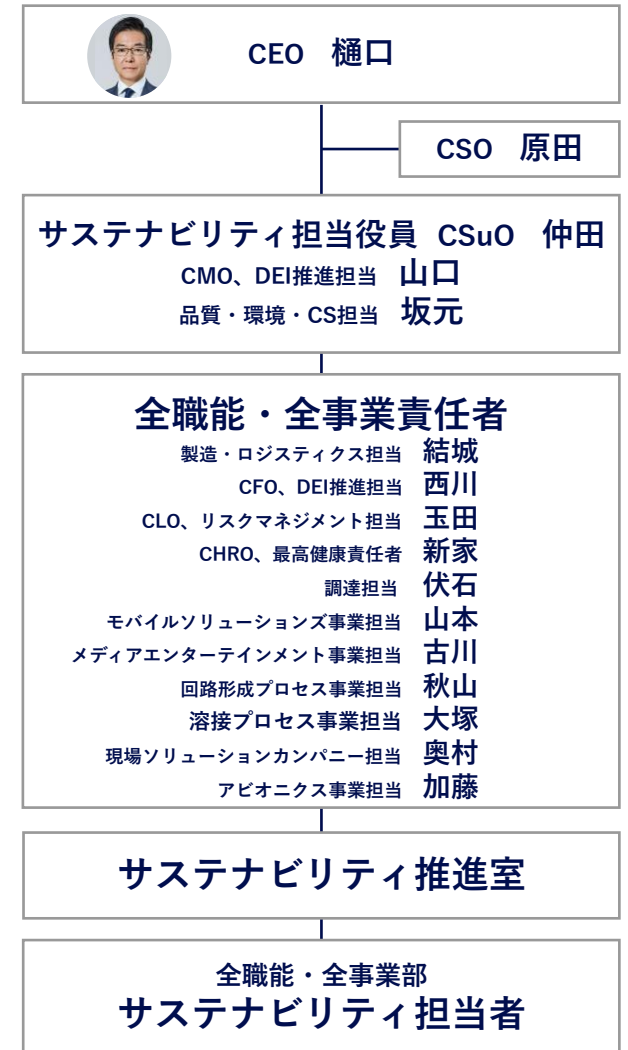 CEO 樋口
CSO 原田
サステナビリティ担当役員 CSuO 仲田
CMO、DEI推進担当 山口
品質・環境・CS担当 坂元
全職能・全事業責任者
製造・ロジスティクス担当 結城
CFO、DEI推進担当 西川
CLO、リスクマネジメント担当 玉田
CHRO、最高健康責任者 新家
調達担当 伏石
モバイルソリューションズ事業担当 山本
メディアエンターテインメント事業担当 古川
回路形成プロセス事業担当 秋山
溶接プロセス事業担当 大塚
現場ソリューションカンパニー担当 奥村
アビオニクス事業担当 加藤
サステナビリティ推進室
全職能・全事業部
サステナビリティ担当者